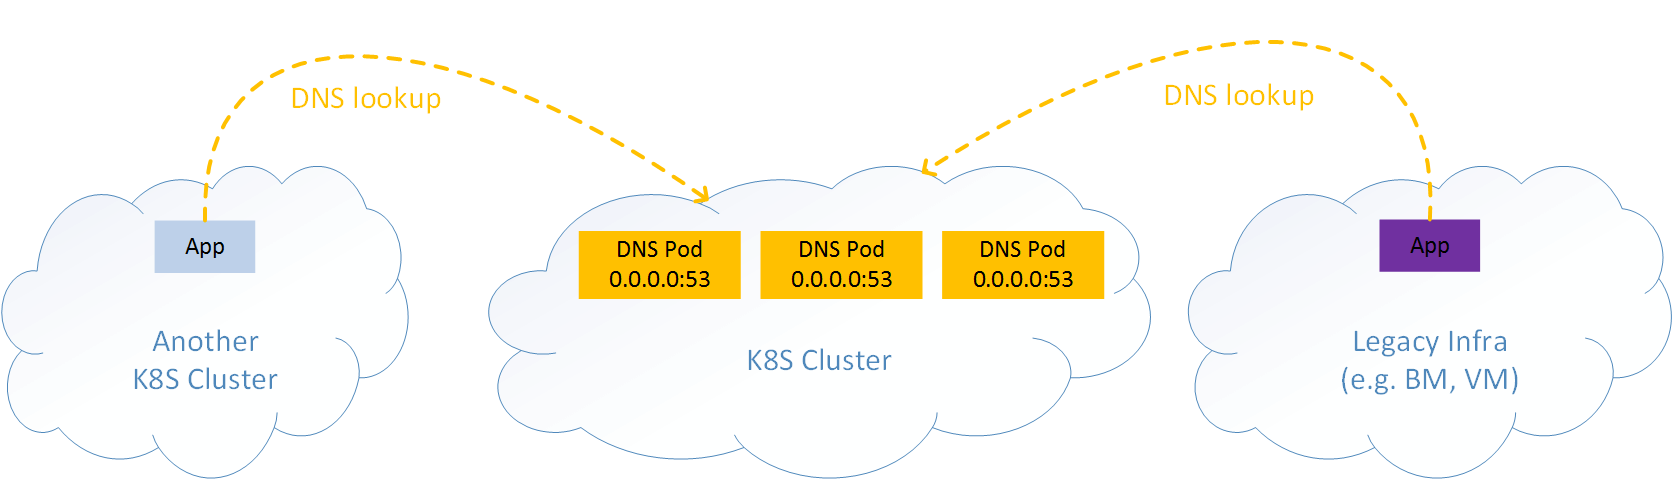 DNS lookup
DNS lookup
App
DNS Pod
0.0.0.0:53
DNS Pod
0.0.0.0:53
DNS Pod
0.0.0.0:53
App
Another
K8S Cluster
K8S Cluster
Legacy Infra
(e.g. BM, VM)